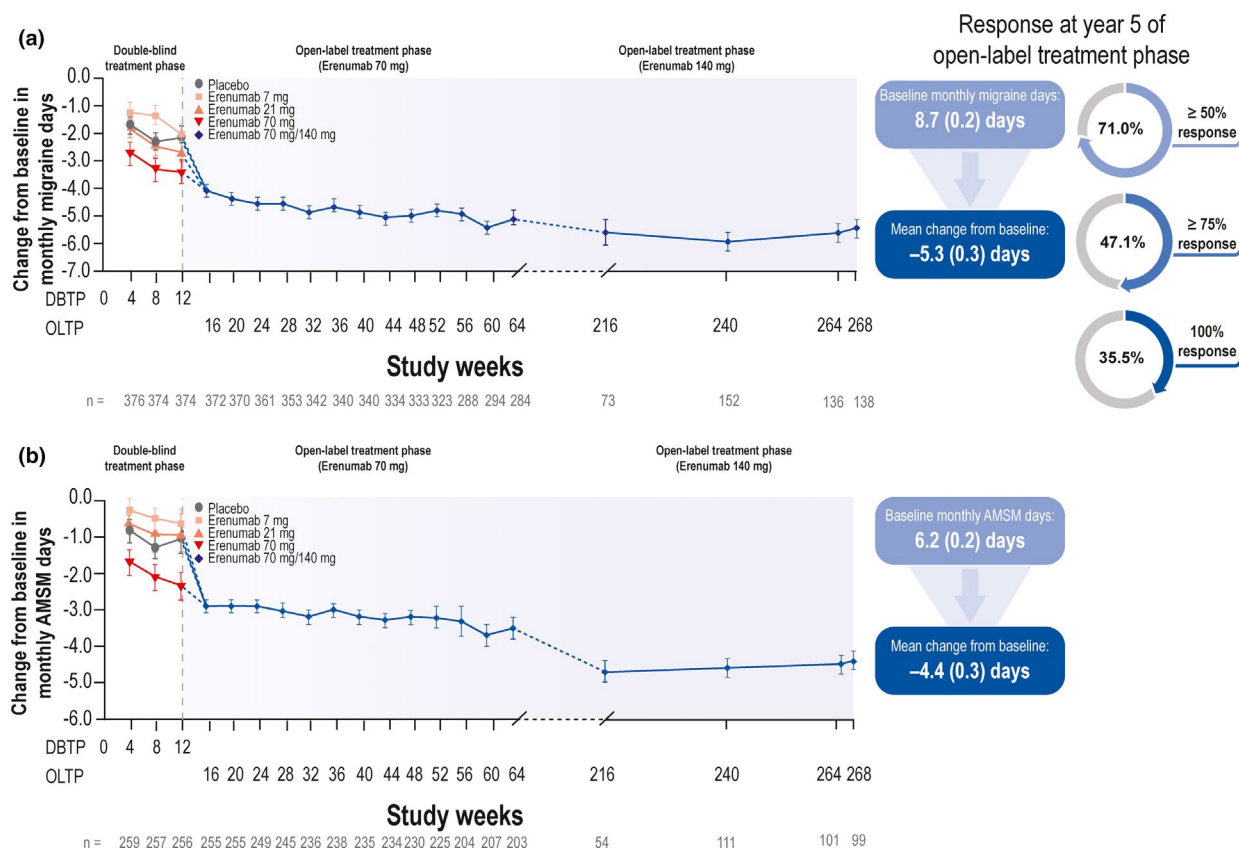 (a)
Double-blind
treatment phase
Open-label treatment phase
(Erenumab 70 mg)
Open-label treatment phase
(Erenumab 140 mg)
Response at year 5 of
open-label treatment phase
Change from baseline in
monthly migraine days
0.0
-1.0
-2.0
-3.0
-4.0
-5.0
-6.0
-7.0
Placebo
Erenumab 7 mg
Erenumab 21 mg
Erenumab 70 mg
Erenumab 70 mg/140 mg
Baseline monthly migraine days:
8.7 (0.2) days
Mean change from baseline:
–5.3 (0.3) days
71.0%
≥ 50%
response
47.1%
≥ 75%
response
35.5%
100%
response
DBTP 0 4 8 12
OLTP 16 20 24 28 32 36 40 44 48 52 56 60 64 216 240 264 268
Study weeks
n = 376 374 374 372 370 361 353 342 340 340 334 333 323 288 294 284 73 152 136 138
(b)
Double-blind
treatment phase
Open-label treatment phase
(Erenumab 70 mg)
Open-label treatment phase
(Erenumab 140 mg)
Change from baseline in
monthly AMSM days
0.0
-1.0
-2.0
-3.0
-4.0
-5.0
-6.0
Placebo
Erenumab 7 mg
Erenumab 21 mg
Erenumab 70 mg
Erenumab 70 mg/140 mg
Baseline monthly AMSM days:
6.2 (0.2) days
Mean change from baseline:
–4.4 (0.3) days
DBTP 0 4 8 12
OLTP 16 20 24 28 32 36 40 44 48 52 56 60 64 216 240 264 268
Study weeks
n = 259 257 256 255 255 249 245 236 238 235 234 230 225 204 207 203 54 111 101 99